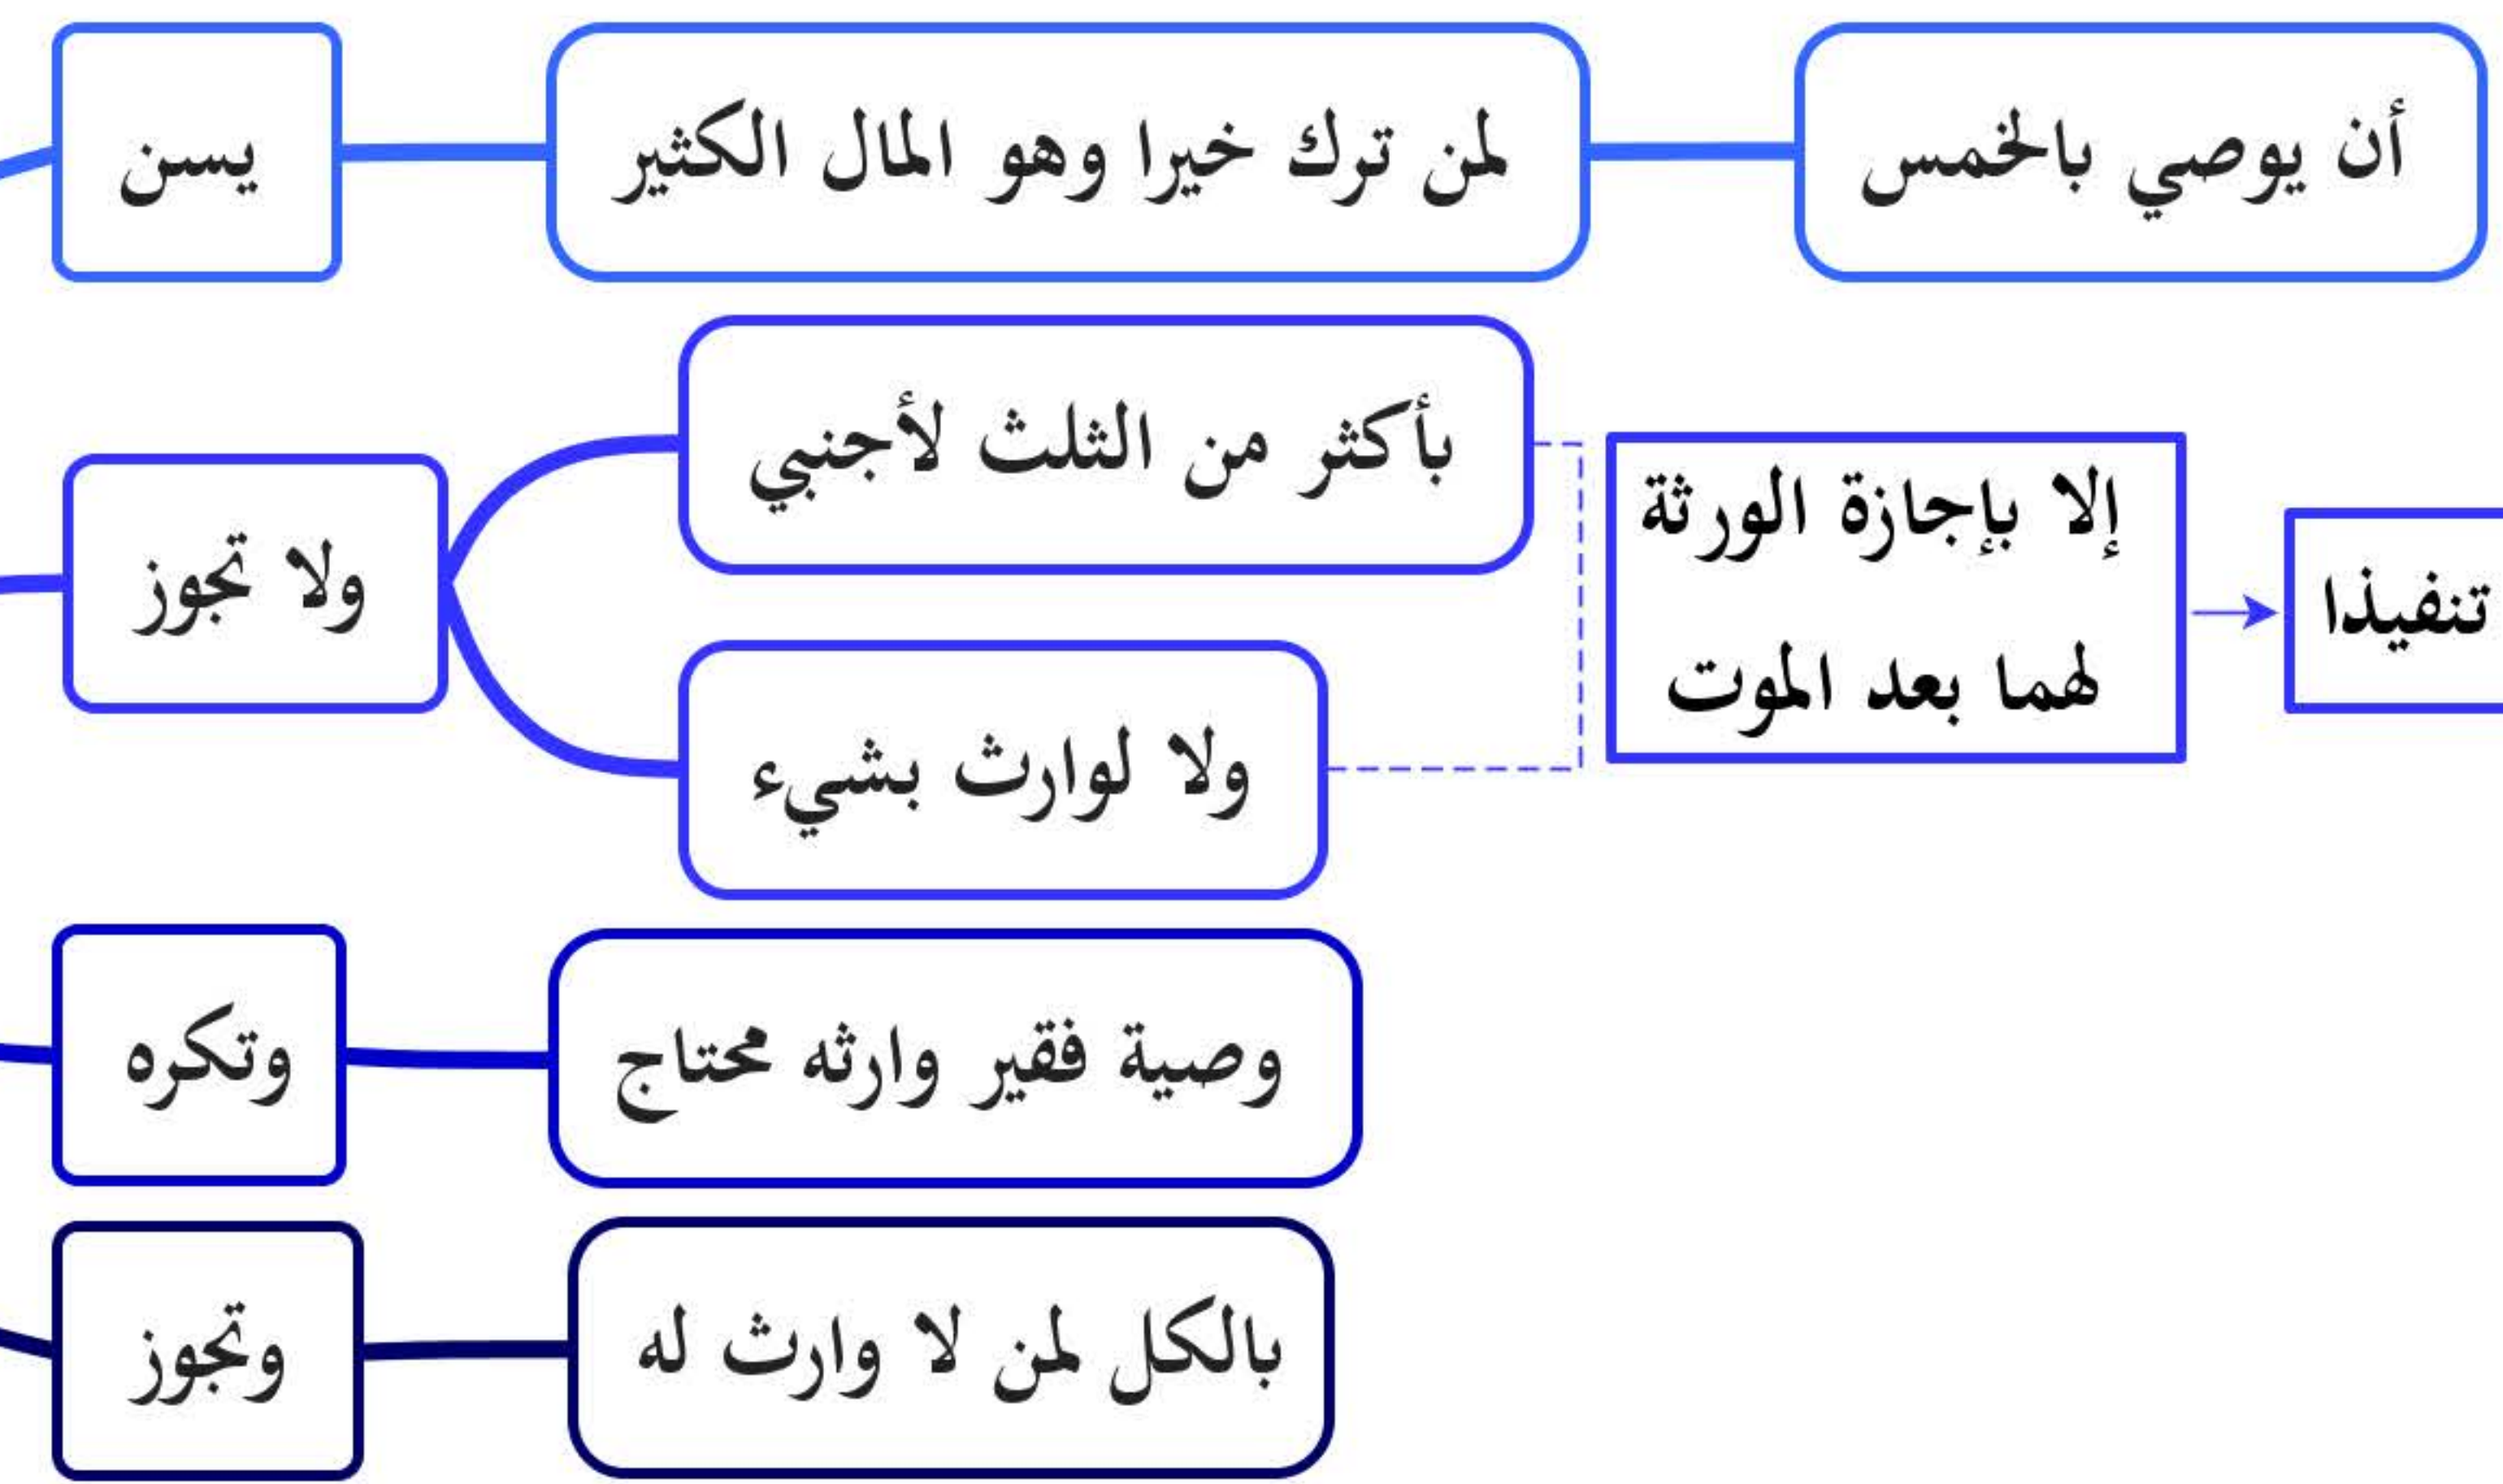 يسن
لمن ترك خيرا وهو المال الكثير
أن يوصي بالخمس
ولا تجوز
بأكثر من الثلث لأجنبي
ولا لوارث بشيء
إلا بإجازة الورثة
لهما بعد الموت
تنفيذا
وتكره
وصية فقير وارثه محتاج
وتجوز
بالكل لمن لا وارث له